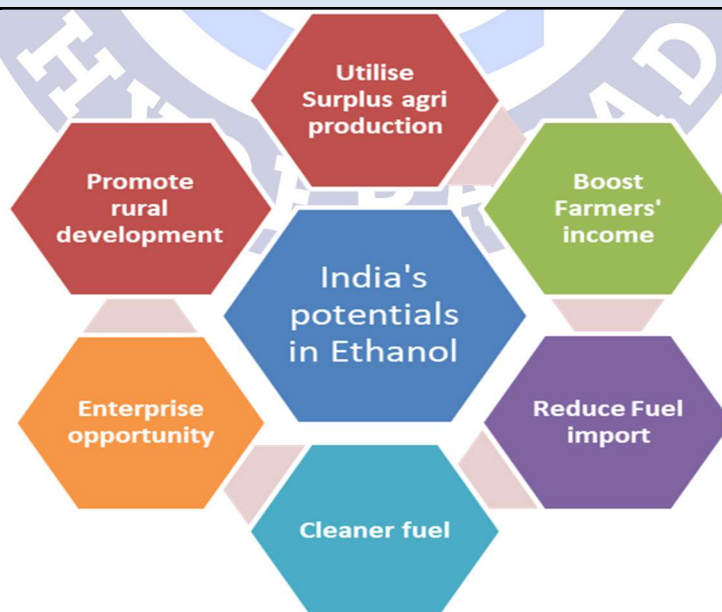 Utilise
Surplus agri
production
Boost
Farmers'
income
Reduce Fuel
import
Cleaner fuel
Enterprise
opportunity
Promote
rural
development
India's
potentials
in Ethanol